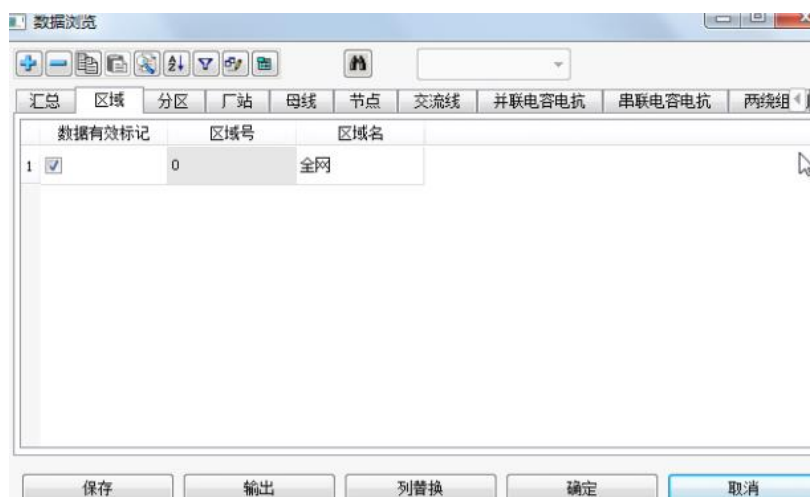 数据浏览
汇总 区域 分区 厂站 母线 节点 交流线 并联电容电抗 串联电容电抗 两绕组
数据有效标记 区域号 区域名
1 0 全网
保存 输出 列替换 确定 取消